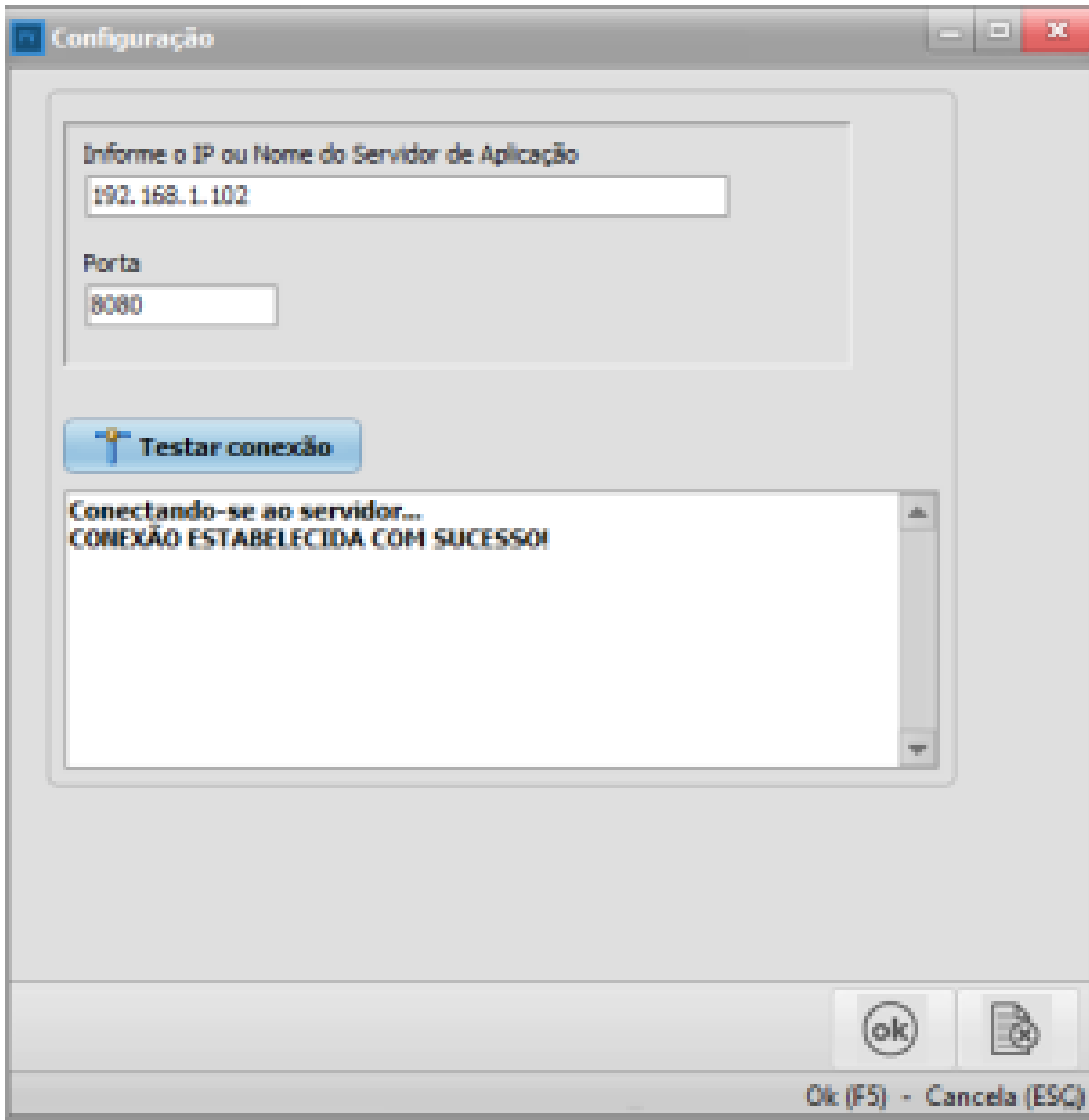 Configuração
Informe o IP ou Nome do Servidor de Aplicação
192.168.1.102
Porta
8080
Testar conexão
Conectando-se ao servidor...
CONEXÃO ESTABELECIDA COM SUCESSO!
ok
Ok (F5) - Cancela (ESC)